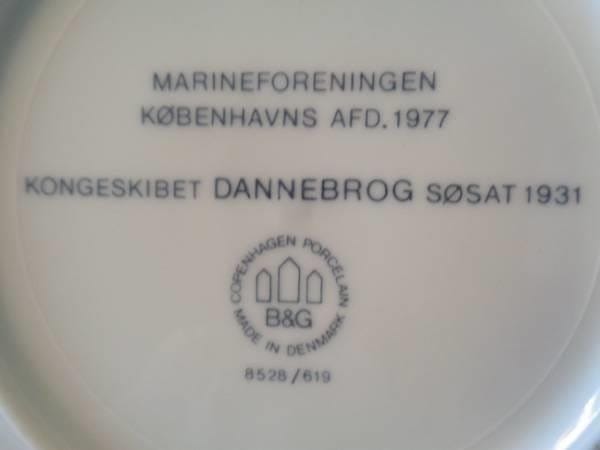 MARINEFORENINGEN
KØBENHAVNS AFD. 1977
KONGESKIBET DANNEBROG SØSAT 1931
COPENHAGEN PORCELAIN
B&G
MADE IN DENMARK
8528/619